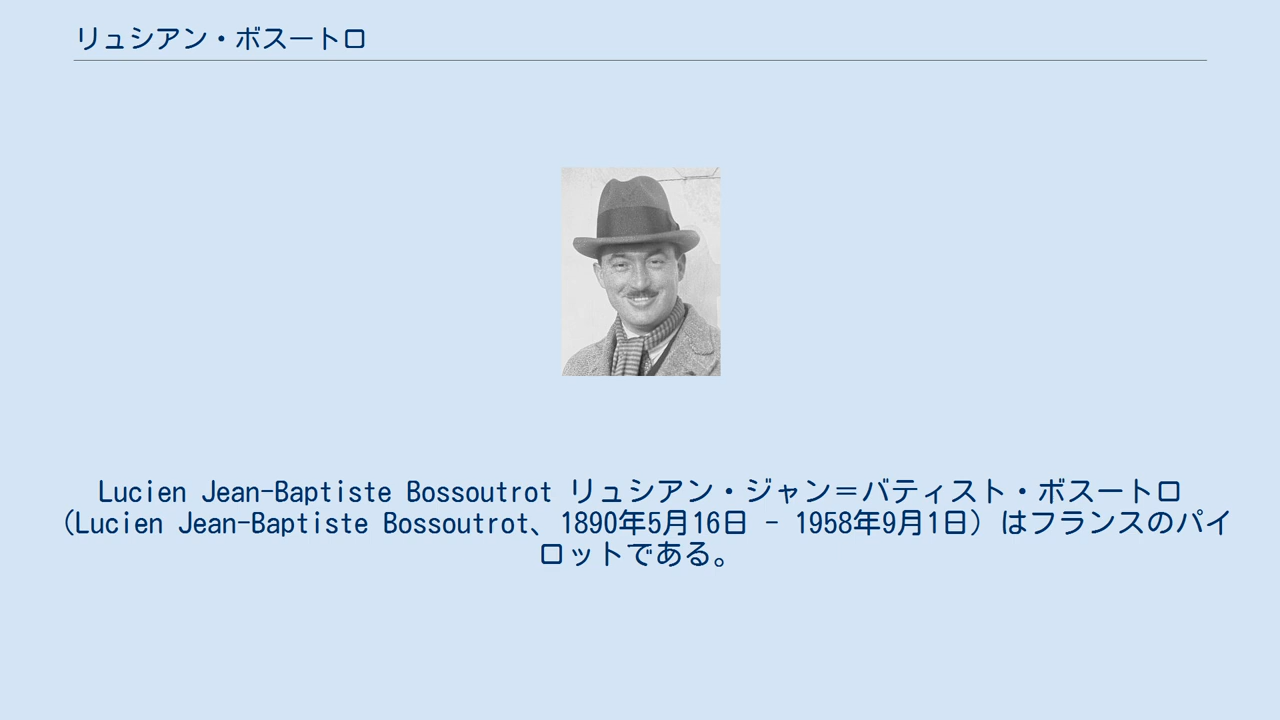 リュシアン・ボスートロ
Lucien Jean-Baptiste Bossoutrot リュシアン・ジャン＝バティスト・ボスートロ
（Lucien Jean-Baptiste Bossoutrot、1890年5月16日 - 1958年9月1日）はフランスのパイ
ロットである。